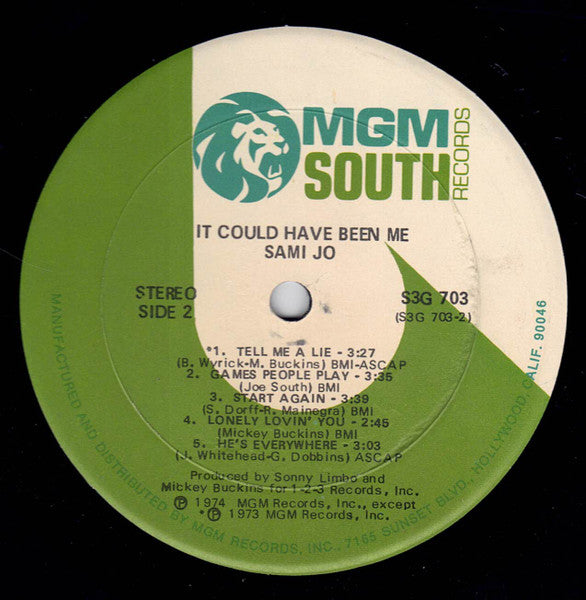 MGM
SOUTH
RECORDS
IT COULD HAVE BEEN ME
SAMI JO
STEREO
SIDE 2
S3G 703
(S3G 703-2)
*1. TELL ME A LIE - 3:27
(B. Wyrick-M. Buckins) BMI-ASCAP
2. GAMES PEOPLE PLAY - 3:35
(Joe South) BMI
3. START AGAIN - 3:39
(S. Dorff-R. Mainegra) BMI
4. LONELY LOVIN' YOU - 2:45
(Mickey Buckins) BMI
5. HE'S EVERYWHERE - 3:03
(J. Whitehead-G. Dobbins) ASCAP
Produced by Sonny Limbo and
Mickey Buckins for 1-2-3 Records, Inc.
℗ 1974 MGM Records, Inc., except
*℗ 1973 MGM Records, Inc.
MANUFACTURED AND DISTRIBUTED BY MGM RECORDS, INC., 7165 SUNSET BLVD., HOLLYWOOD, CALIF. 90046